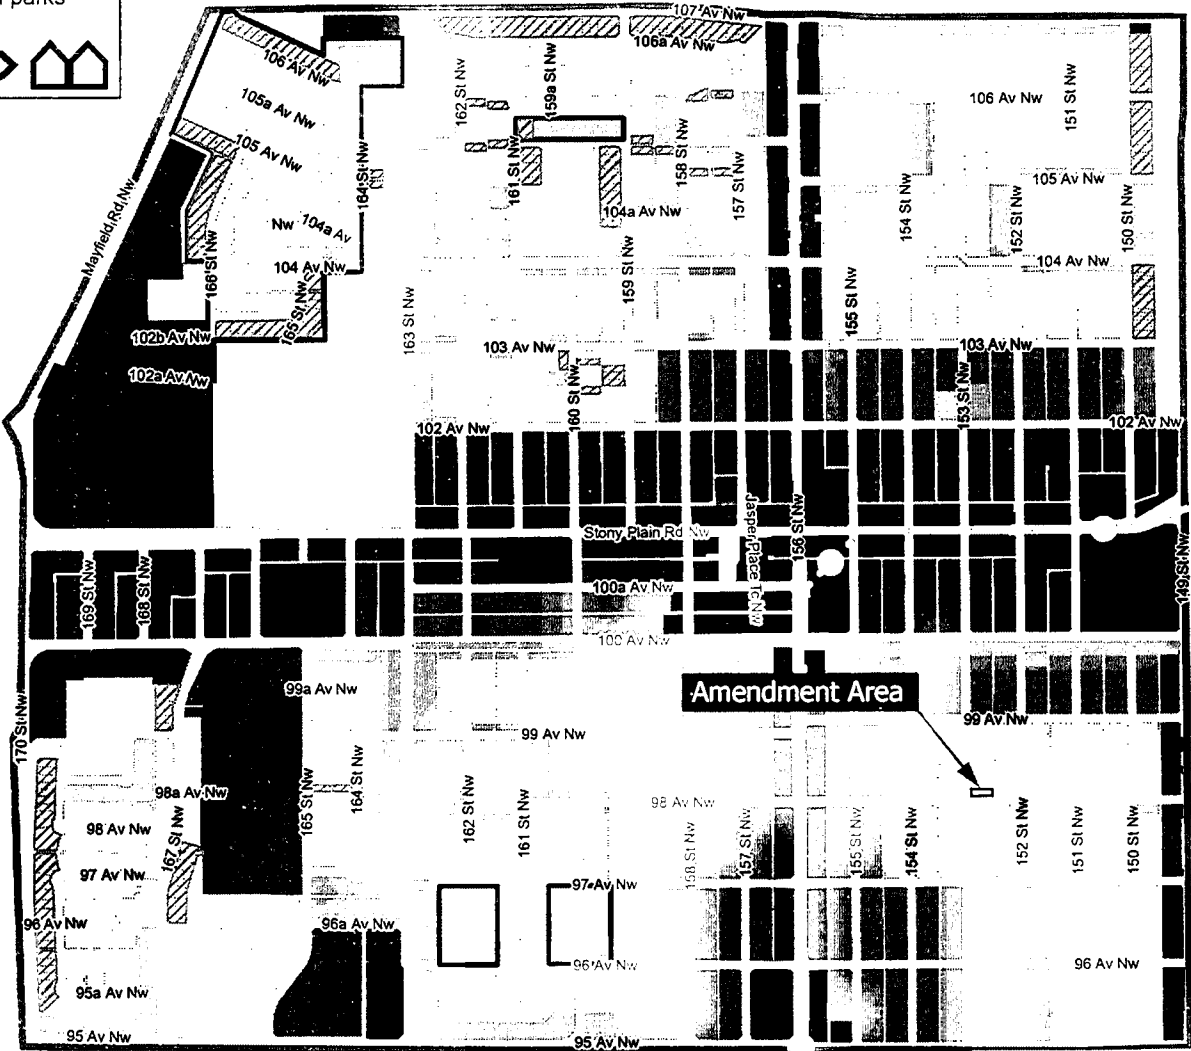 parks
107 Av Nw
106a Av Nw
106 Av Nw
159a St Nw
162 St Nw
105a Av Nw
106 Av Nw
151 St Nw
105 Av Nw
164 St Nw
161 St Nw
158 St Nw
157 St Nw
105 Av Nw
154 St Nw
152 St Nw
150 St Nw
Mayfield Rd Nw
104a Av
Nw
104a Av Nw
166 St Nw
104 Av Nw
165 St Nw
159 St Nw
104 Av Nw
163 St Nw
155 St Nw
102b Av Nw
103 Av Nw
103 Av Nw
102a Av Nw
160 St Nw
153 St Nw
102 Av Nw
102 Av Nw
Stony Plain Rd Nw
Jasper Place Tc Nw
156 St Nw
149 St Nw
169 St Nw
168 St Nw
100a Av Nw
100 Av Nw
99a Av Nw
Amendment Area
170 St Nw
99 Av Nw
99 Av Nw
98a Av Nw
165 St Nw
164 St Nw
98 Av Nw
98 Av Nw
167 St Nw
162 St Nw
161 St Nw
158 St Nw
157 St Nw
155 St Nw
154 St Nw
152 St Nw
151 St Nw
150 St Nw
97 Av Nw
97 Av Nw
96 Av Nw
96a Av Nw
96 Av Nw
96 Av Nw
95a Av Nw
95 Av Nw
95 Av Nw